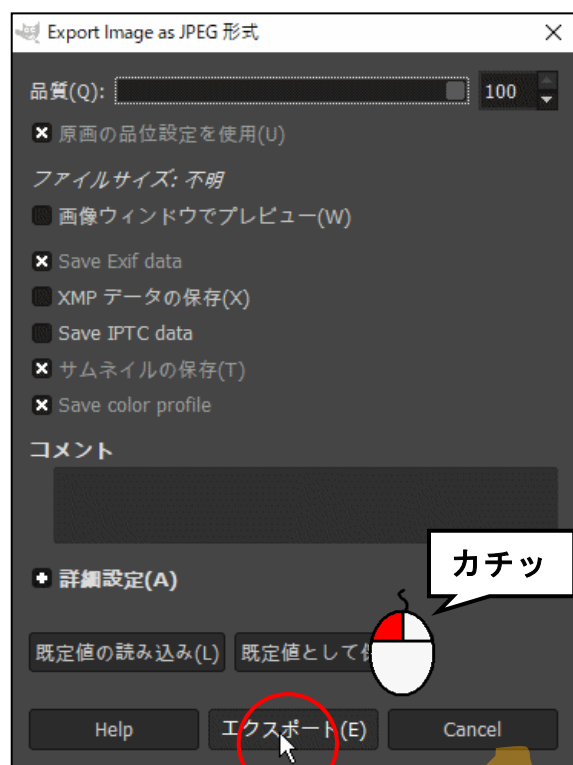 Export Image as JPEG 形式
品質(Q): 100
原画の品位設定を使用(U)
ファイルサイズ: 不明
画像ウィンドウでプレビュー(W)
Save Exif data
XMP データの保存(X)
Save IPTC data
サムネイルの保存(T)
Save color profile
コメント
カチッ
詳細設定(A)
既定値の読み込み(L) 既定値として
Help エクスポート(E) Cancel